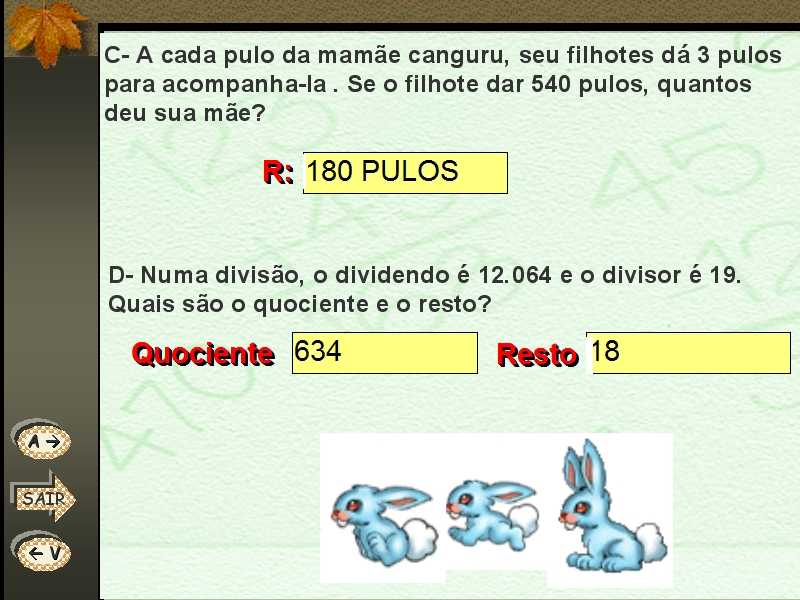 C- A cada pulo da mamãe canguru, seu filhotes dá 3 pulos
para acompanha-la . Se o filhote dar 540 pulos, quantos
deu sua mãe?
R: 180 PULOS
D- Numa divisão, o dividendo é 12.064 e o divisor é 19.
Quais são o quociente e o resto?
Quociente 634 Resto 18
A →
SAIR
← V